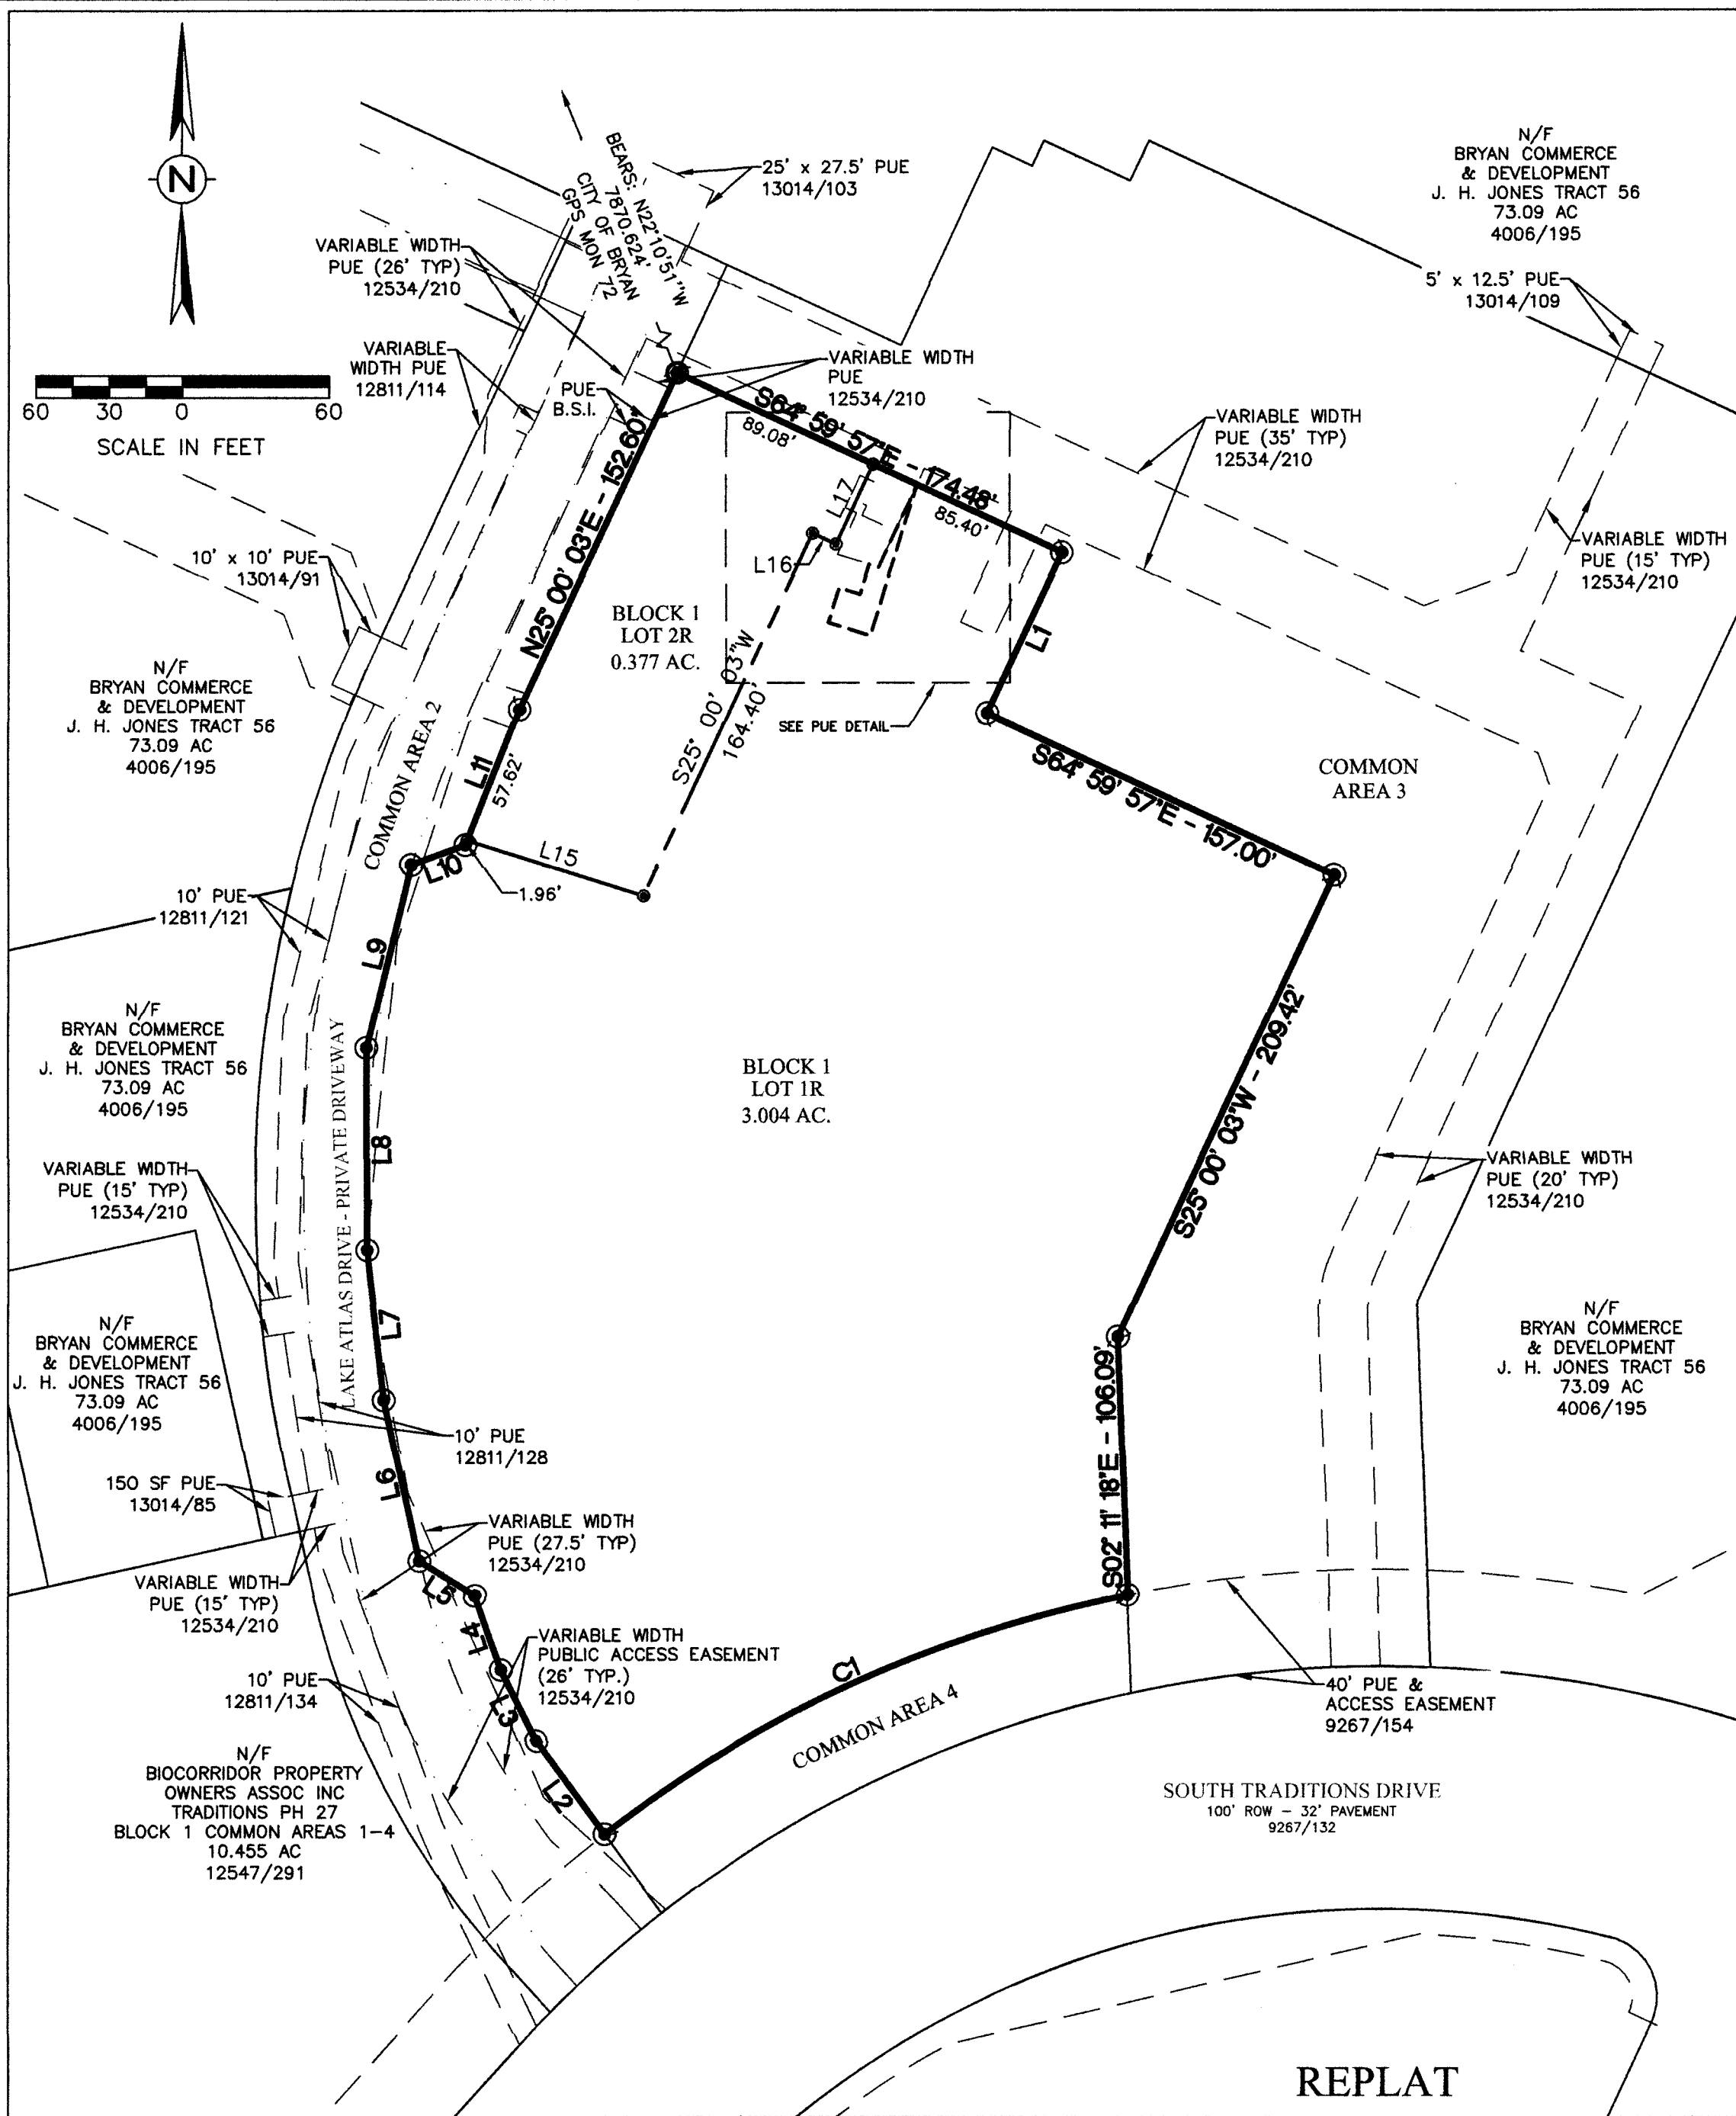 N
60 30 0 60
SCALE IN FEET
BEARS: N22°10'51"W
7870.624'
CITY OF BRYAN
GPS MON 72
25' x 27.5' PUE
13014/103
N/F
BRYAN COMMERCE
& DEVELOPMENT
J. H. JONES TRACT 56
73.09 AC
4006/195
VARIABLE WIDTH
PUE (26' TYP)
12534/210
5' x 12.5' PUE
13014/109
VARIABLE
WIDTH PUE
12811/114
PUE
B.S.I.
VARIABLE WIDTH
PUE
12534/210
S64° 59' 57"E - 174.48'
89.08'
85.40'
VARIABLE WIDTH
PUE (35' TYP)
12534/210
N25° 00' 03"E - 152.60'
L17
L16
L1
10' x 10' PUE
13014/91
VARIABLE WIDTH
PUE (15' TYP)
12534/210
BLOCK 1
LOT 2R
0.377 AC.
S25° 00' 03"W
164.40'
SEE PUE DETAIL
N/F
BRYAN COMMERCE
& DEVELOPMENT
J. H. JONES TRACT 56
73.09 AC
4006/195
COMMON AREA 2
L11
57.62'
S64° 59' 57"E - 157.00'
COMMON
AREA 3
L10
L15
1.96'
10' PUE
12811/121
L9
N/F
BRYAN COMMERCE
& DEVELOPMENT
J. H. JONES TRACT 56
73.09 AC
4006/195
LAKE ATLAS DRIVE - PRIVATE DRIVEWAY
BLOCK 1
LOT 1R
3.004 AC.
S25° 00' 03"W - 209.42'
L8
VARIABLE WIDTH
PUE (15' TYP)
12534/210
VARIABLE WIDTH
PUE (20' TYP)
12534/210
L7
N/F
BRYAN COMMERCE
& DEVELOPMENT
J. H. JONES TRACT 56
73.09 AC
4006/195
N/F
BRYAN COMMERCE
& DEVELOPMENT
J. H. JONES TRACT 56
73.09 AC
4006/195
10' PUE
12811/128
S02° 11' 18"E - 106.09'
150 SF PUE
13014/85
L6
VARIABLE WIDTH
PUE (27.5' TYP)
12534/210
VARIABLE WIDTH
PUE (15' TYP)
12534/210
L5
L4
VARIABLE WIDTH
PUBLIC ACCESS EASEMENT
(26' TYP.)
12534/210
C1
10' PUE
12811/134
L3
COMMON AREA 4
40' PUE &
ACCESS EASEMENT
9267/154
N/F
BIOCORRIDOR PROPERTY
OWNERS ASSOC INC
TRADITIONS PH 27
BLOCK 1 COMMON AREAS 1-4
10.455 AC
12547/291
L2
SOUTH TRADITIONS DRIVE
100' ROW - 32' PAVEMENT
9267/132
REPLAT